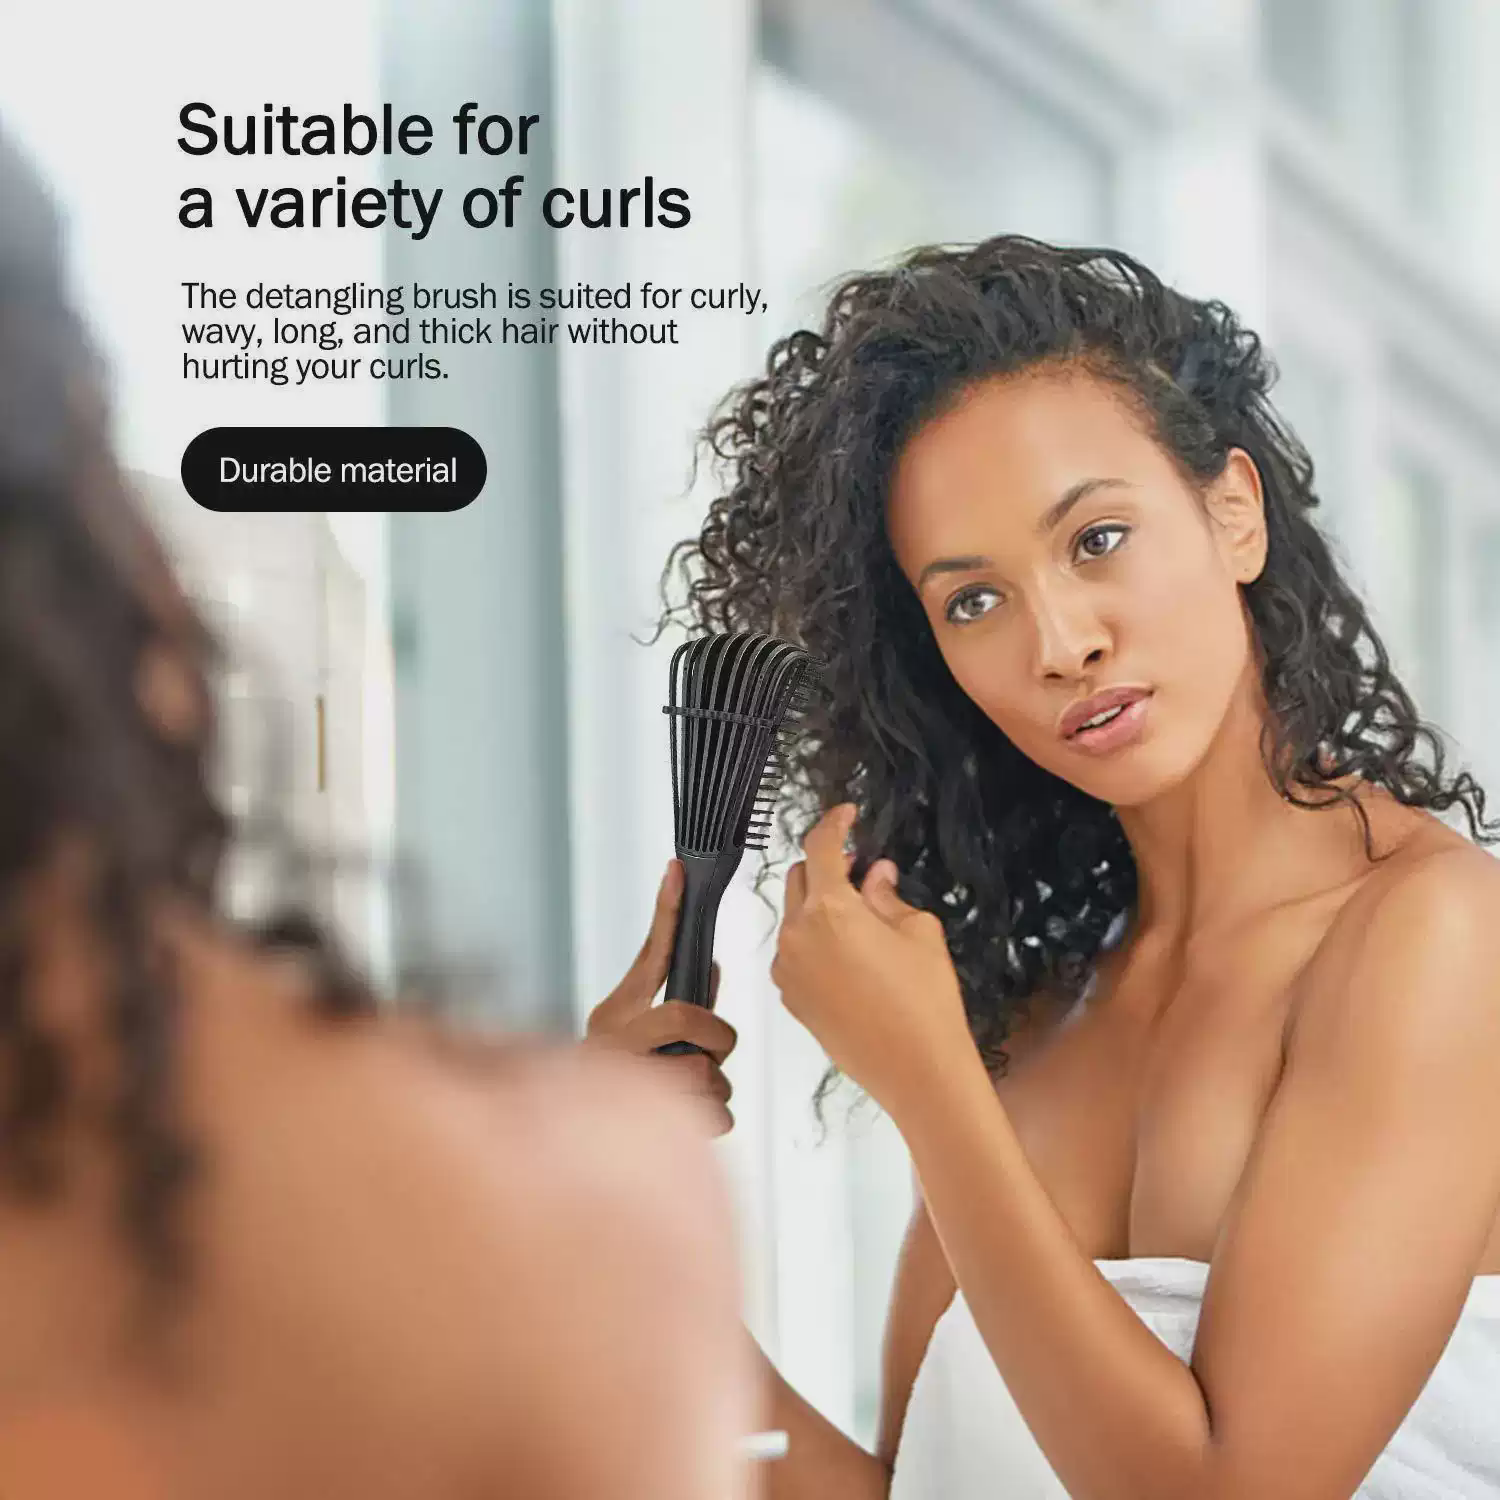 Suitable for
a variety of curls
The detangling brush is suited for curly,
wavy, long, and thick hair without
hurting your curls.
Durable material